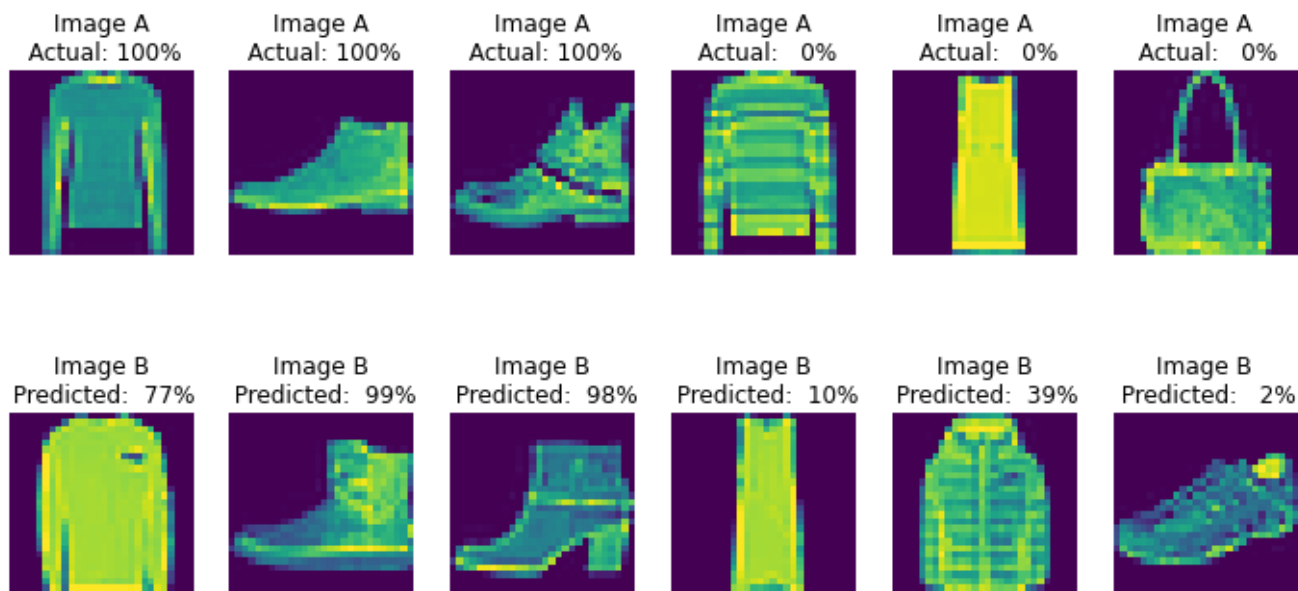 Image A
Actual: 100%
Image A
Actual: 100%
Image A
Actual: 100%
Image A
Actual:   0%
Image A
Actual:   0%
Image A
Actual:   0%
Image B
Predicted:  77%
Image B
Predicted:  99%
Image B
Predicted:  98%
Image B
Predicted:  10%
Image B
Predicted:  39%
Image B
Predicted:   2%